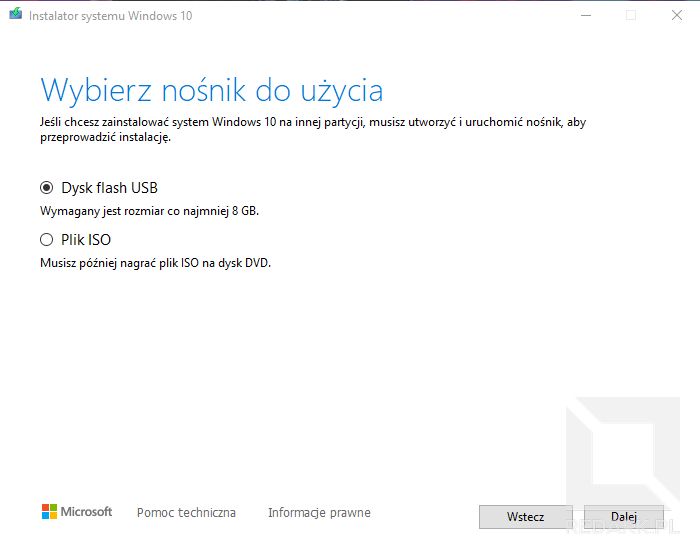 Instalator systemu Windows 10
Wybierz nośnik do użycia
Jeśli chcesz zainstalować system Windows 10 na innej partycji, musisz utworzyć i uruchomić nośnik, aby
przeprowadzić instalację.
Dysk flash USB
Wymagany jest rozmiar co najmniej 8 GB.
Plik ISO
Musisz później nagrać plik ISO na dysk DVD.
Microsoft Pomoc techniczna Informacje prawne Wstecz Dalej
REDARK.PL